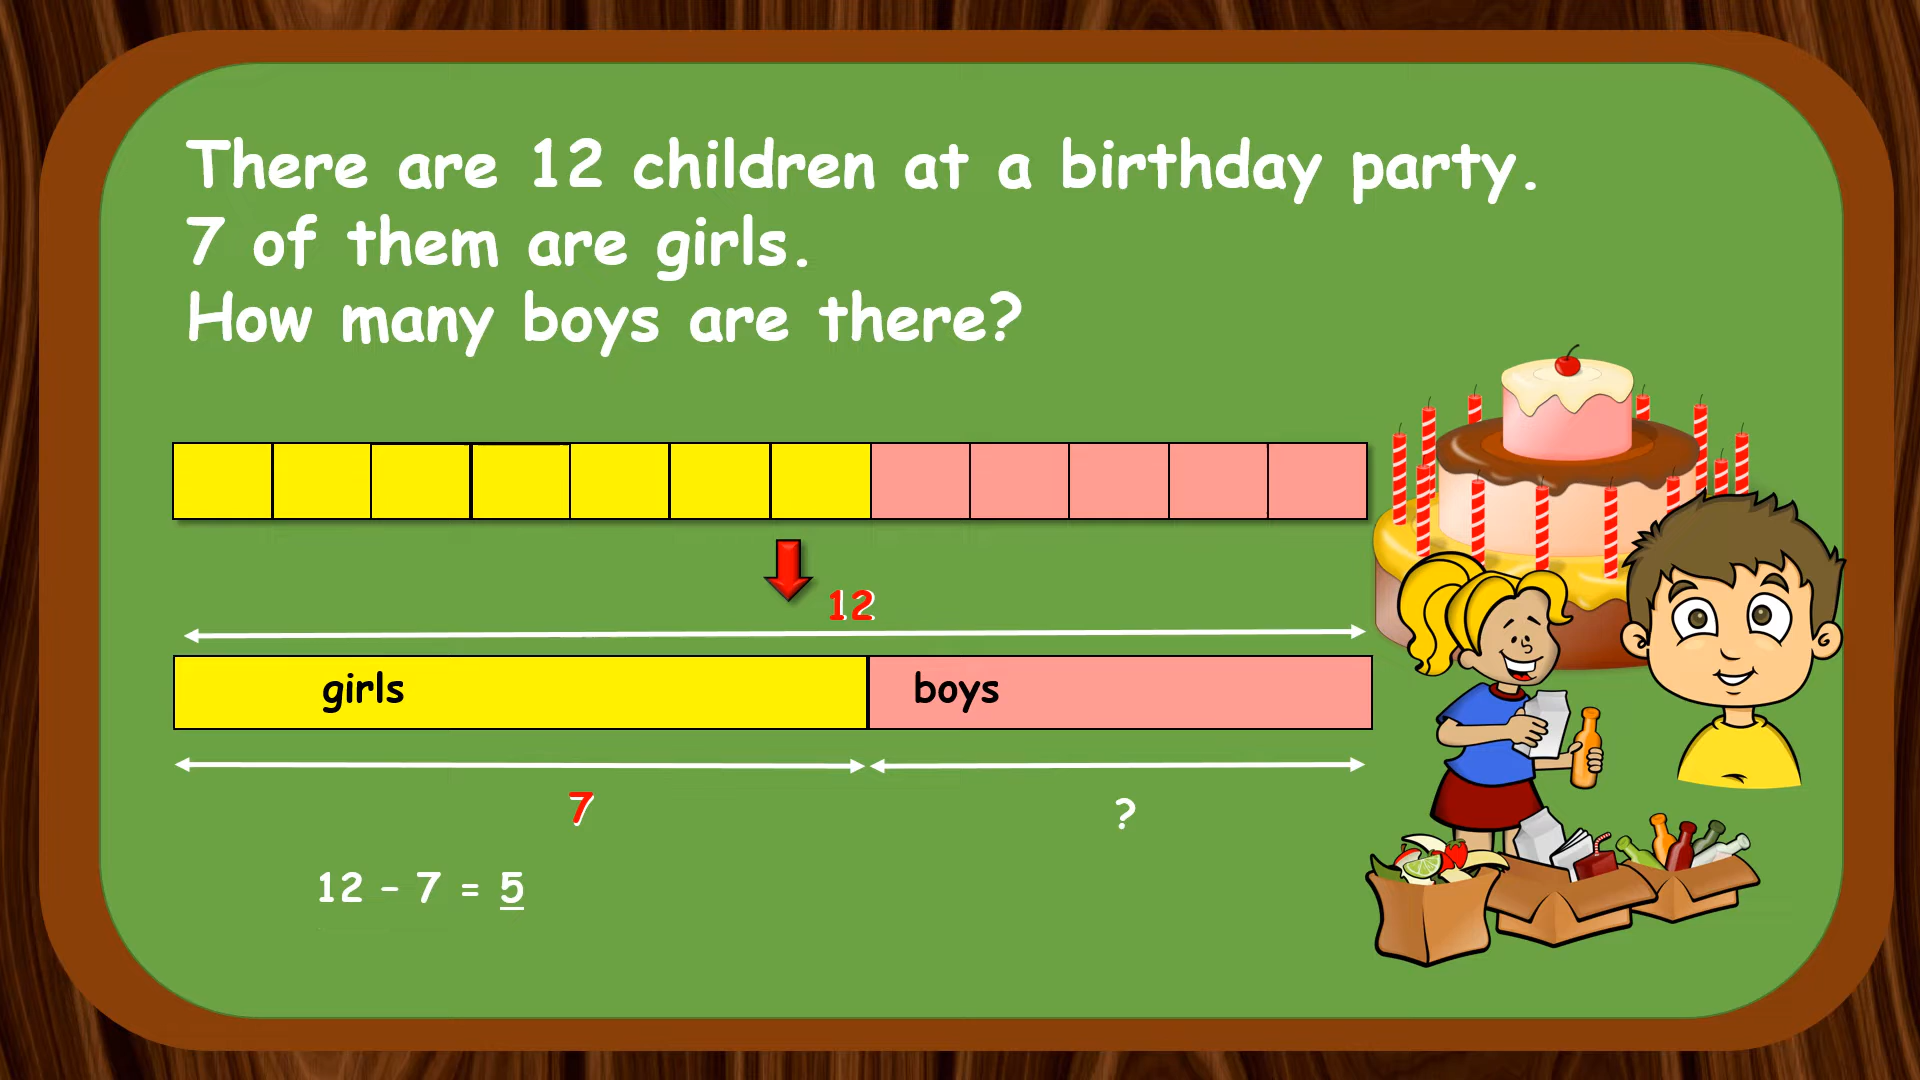 There are 12 children at a birthday party.
7 of them are girls.
How many boys are there?
12
girls boys
7 ?
12 – 7 = 5